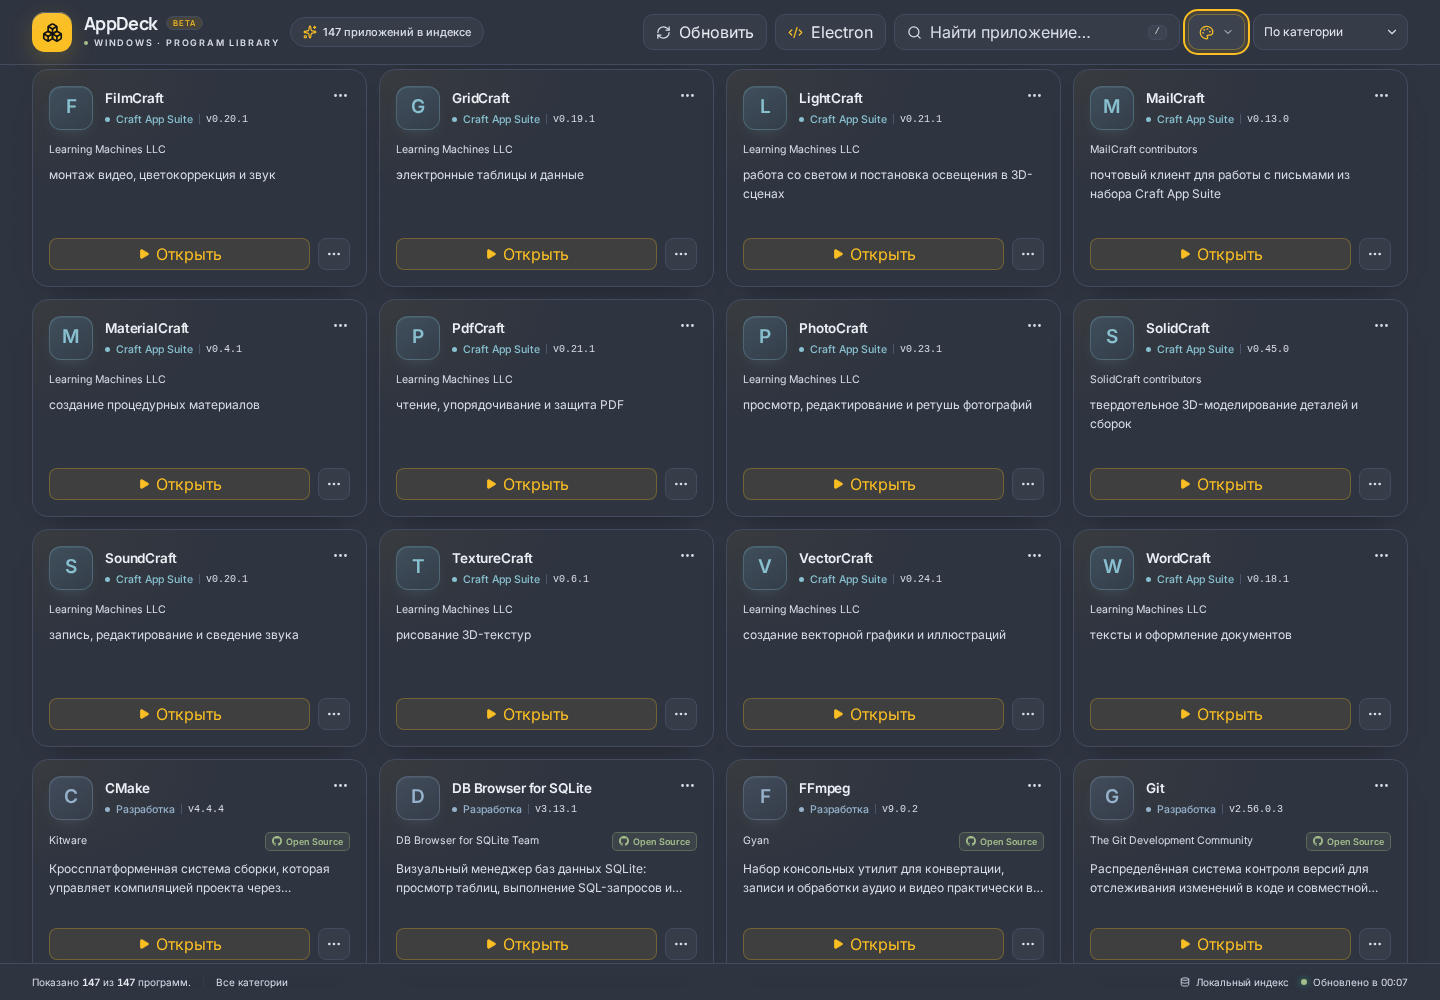 AppDeck BETA
WINDOWS · PROGRAM LIBRARY
147 приложений в индексе
Обновить
Electron
Найти приложение... /
По категории
F FilmCraft
Craft App Suite v0.20.1
Learning Machines LLC
монтаж видео, цветокоррекция и звук
Открыть
G GridCraft
Craft App Suite v0.19.1
Learning Machines LLC
электронные таблицы и данные
Открыть
L LightCraft
Craft App Suite v0.21.1
Learning Machines LLC
работа со светом и постановка освещения в 3D-
сценах
Открыть
M MailCraft
Craft App Suite v0.13.0
MailCraft contributors
почтовый клиент для работы с письмами из
набора Craft App Suite
Открыть
M MaterialCraft
Craft App Suite v0.4.1
Learning Machines LLC
создание процедурных материалов
Открыть
P PdfCraft
Craft App Suite v0.21.1
Learning Machines LLC
чтение, упорядочивание и защита PDF
Открыть
P PhotoCraft
Craft App Suite v0.23.1
Learning Machines LLC
просмотр, редактирование и ретушь фотографий
Открыть
S SolidCraft
Craft App Suite v0.45.0
SolidCraft contributors
твердотельное 3D-моделирование деталей и
сборок
Открыть
S SoundCraft
Craft App Suite v0.20.1
Learning Machines LLC
запись, редактирование и сведение звука
Открыть
T TextureCraft
Craft App Suite v0.6.1
Learning Machines LLC
рисование 3D-текстур
Открыть
V VectorCraft
Craft App Suite v0.24.1
Learning Machines LLC
создание векторной графики и иллюстраций
Открыть
W WordCraft
Craft App Suite v0.18.1
Learning Machines LLC
тексты и оформление документов
Открыть
C CMake
Разработка v4.4.4
Kitware Open Source
Кроссплатформенная система сборки, которая
управляет компиляцией проекта через...
Открыть
D DB Browser for SQLite
Разработка v3.13.1
DB Browser for SQLite Team Open Source
Визуальный менеджер баз данных SQLite:
просмотр таблиц, выполнение SQL-запросов и...
Открыть
F FFmpeg
Разработка v9.0.2
Gyan Open Source
Набор консольных утилит для конвертации,
записи и обработки аудио и видео практически в...
Открыть
G Git
Разработка v2.56.0.3
The Git Development Community Open Source
Распределённая система контроля версий для
отслеживания изменений в коде и совместной...
Открыть
Показано 147 из 147 программ. Все категории
Локальный индекс Обновлено в 00:07